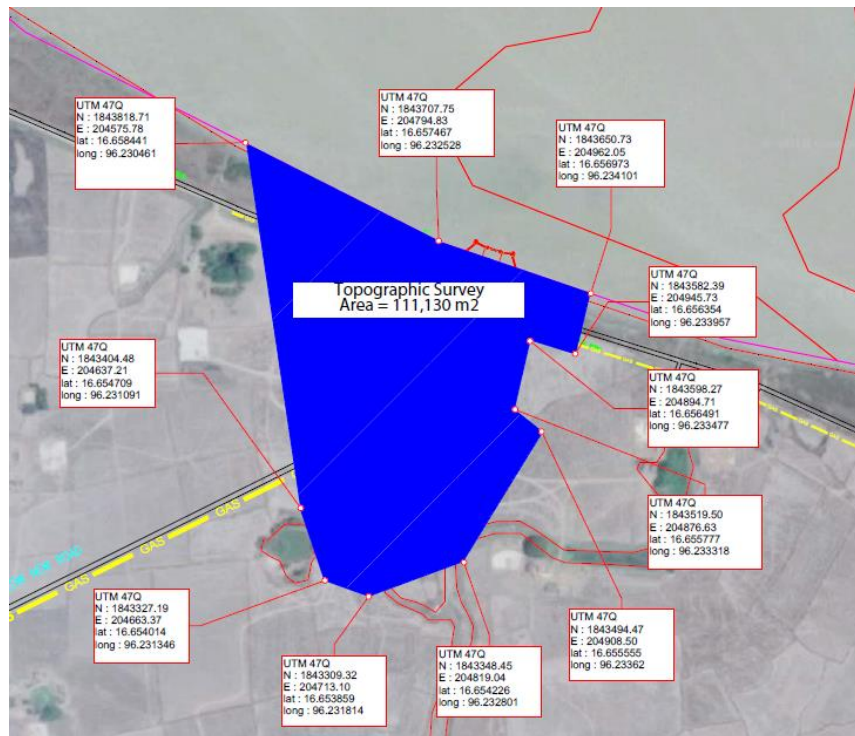 UTM 47Q
N : 1843818.71
E : 204575.78
lat : 16.658441
long : 96.230461
UTM 47Q
N : 1843707.75
E : 204794.83
lat : 16.657467
long : 96.232528
UTM 47Q
N : 1843650.73
E : 204962.05
lat : 16.656973
long : 96.234101
UTM 47Q
N : 1843582.39
E : 204945.73
lat : 16.656354
long : 96.233957
Topographic Survey
Area = 111,130 m2
UTM 47Q
N : 1843404.48
E : 204637.21
lat : 16.654709
long : 96.231091
UTM 47Q
N : 1843598.27
E : 204894.71
lat : 16.656491
long : 96.233477
UTM 47Q
N : 1843519.50
E : 204876.63
lat : 16.655777
long : 96.233318
GAS
GAS
GAS
UTM 47Q
N : 1843327.19
E : 204663.37
lat : 16.654014
long : 96.231346
UTM 47Q
N : 1843309.32
E : 204713.10
lat : 16.653859
long : 96.231814
UTM 47Q
N : 1843348.45
E : 204819.04
lat : 16.654226
long : 96.232801
UTM 47Q
N : 1843494.47
E : 204908.50
lat : 16.655555
long : 96.23362